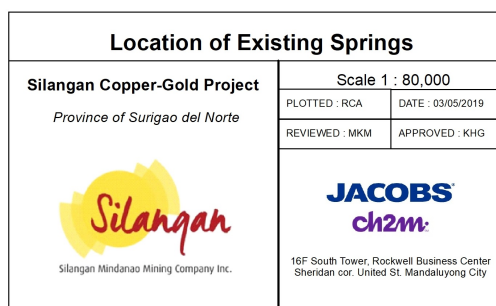 Location of Existing Springs
Silangan Copper-Gold Project
Province of Surigao del Norte
Silangan
Silangan Mindanao Mining Company Inc.
Scale 1 : 80,000
PLOTTED : RCA
DATE : 03/05/2019
REVIEWED : MKM
APPROVED : KHG
JACOBS
ch2m:
16F South Tower, Rockwell Business Center
Sheridan cor. United St. Mandaluyong City